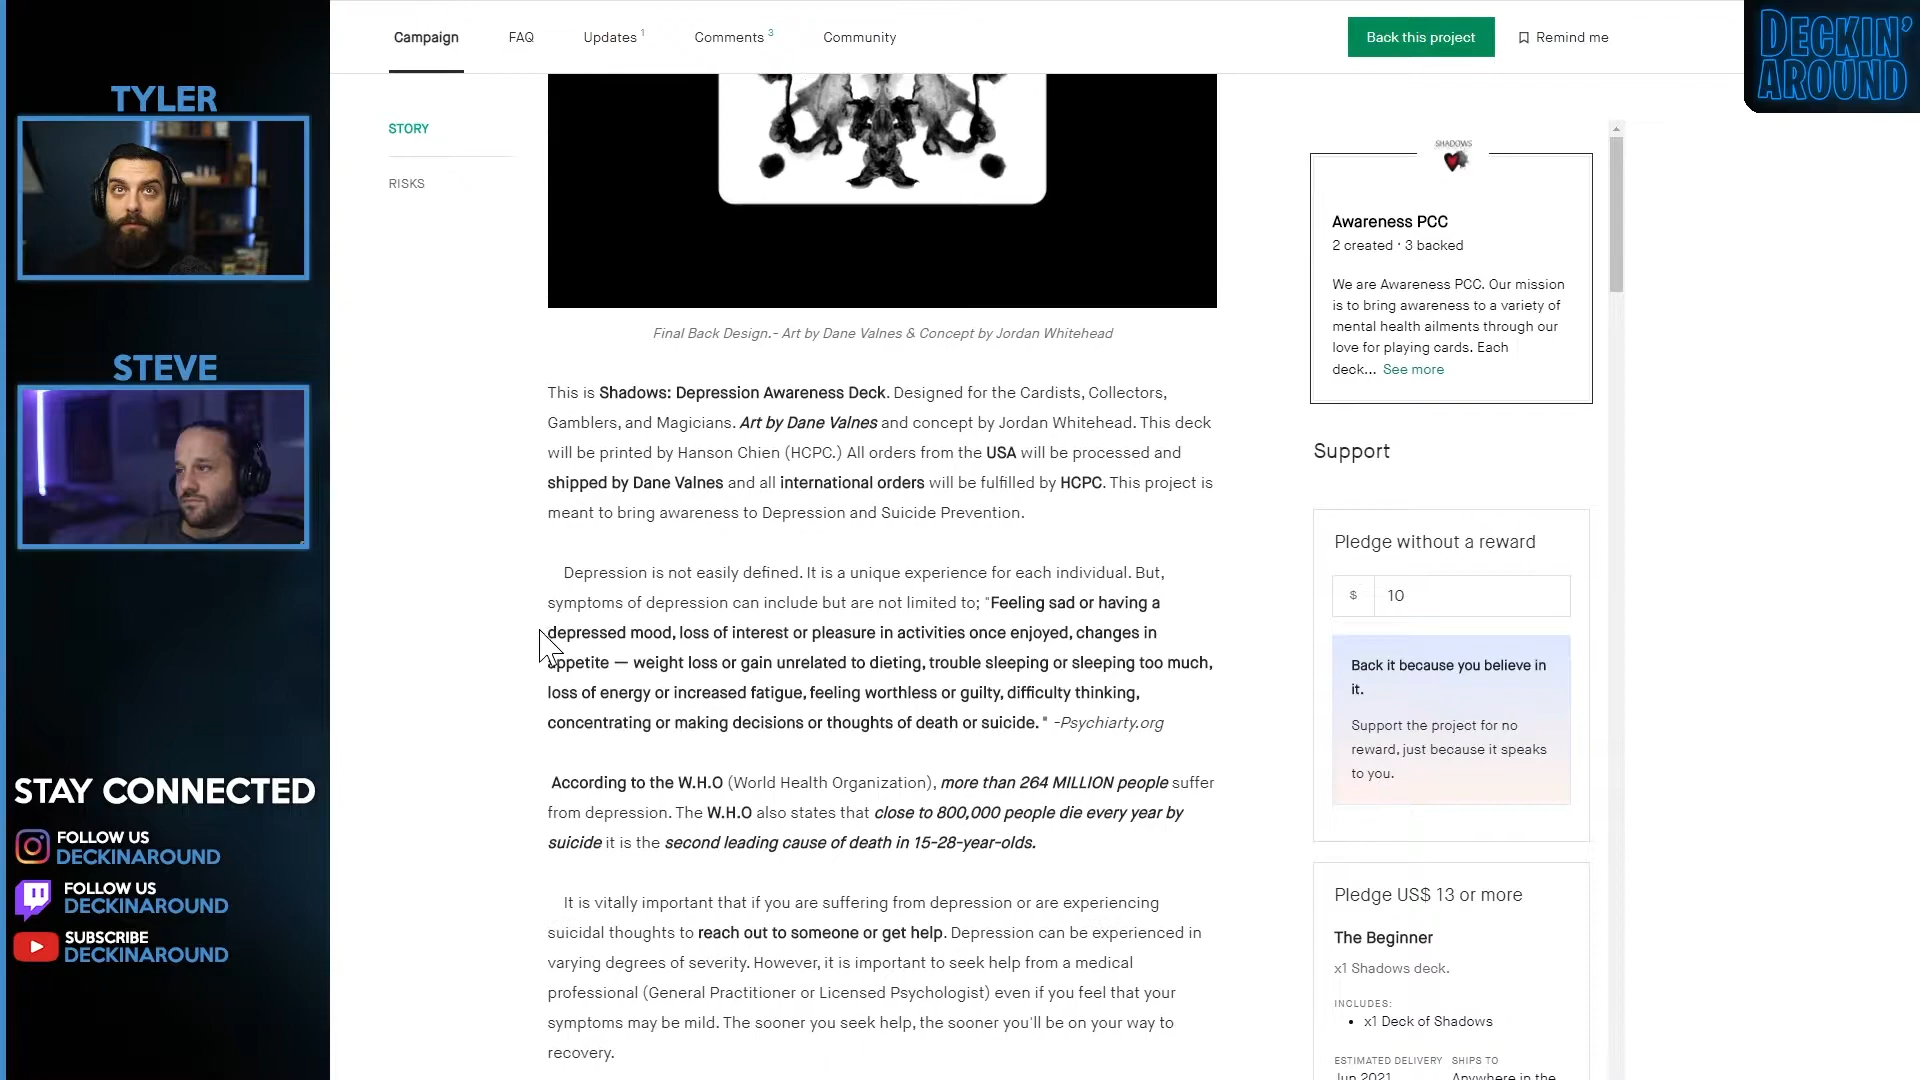 Campaign
FAQ
Updates 1
Comments 3
Community
Back this project
Remind me
DECKIN'
AROUND
TYLER
STEVE
STAY CONNECTED
FOLLOW US
DECKINAROUND
FOLLOW US
DECKINAROUND
SUBSCRIBE
DECKINAROUND
STORY
RISKS
Final Back Design.- Art by Dane Valnes & Concept by Jordan Whitehead
This is Shadows: Depression Awareness Deck. Designed for the Cardists, Collectors,
Gamblers, and Magicians. Art by Dane Valnes and concept by Jordan Whitehead. This deck
will be printed by Hanson Chien (HCPC.) All orders from the USA will be processed and
shipped by Dane Valnes and all international orders will be fulfilled by HCPC. This project is
meant to bring awareness to Depression and Suicide Prevention.
Depression is not easily defined. It is a unique experience for each individual. But,
symptoms of depression can include but are not limited to; "Feeling sad or having a
depressed mood, loss of interest or pleasure in activities once enjoyed, changes in
appetite — weight loss or gain unrelated to dieting, trouble sleeping or sleeping too much,
loss of energy or increased fatigue, feeling worthless or guilty, difficulty thinking,
concentrating or making decisions or thoughts of death or suicide. " -Psychiarty.org
According to the W.H.O (World Health Organization), more than 264 MILLION people suffer
from depression. The W.H.O also states that close to 800,000 people die every year by
suicide it is the second leading cause of death in 15-28-year-olds.
It is vitally important that if you are suffering from depression or are experiencing
suicidal thoughts to reach out to someone or get help. Depression can be experienced in
varying degrees of severity. However, it is important to seek help from a medical
professional (General Practitioner or Licensed Psychologist) even if you feel that your
symptoms may be mild. The sooner you seek help, the sooner you'll be on your way to
recovery.
SHADOWS
Awareness PCC
2 created · 3 backed
We are Awareness PCC. Our mission
is to bring awareness to a variety of
mental health ailments through our
love for playing cards. Each
deck... See more
Support
Pledge without a reward
$ 10
Back it because you believe in
it.
Support the project for no
reward, just because it speaks
to you.
Pledge US$ 13 or more
The Beginner
x1 Shadows deck.
INCLUDES:
• x1 Deck of Shadows
ESTIMATED DELIVERY
SHIPS TO
Jun 2021
Anywhere in the